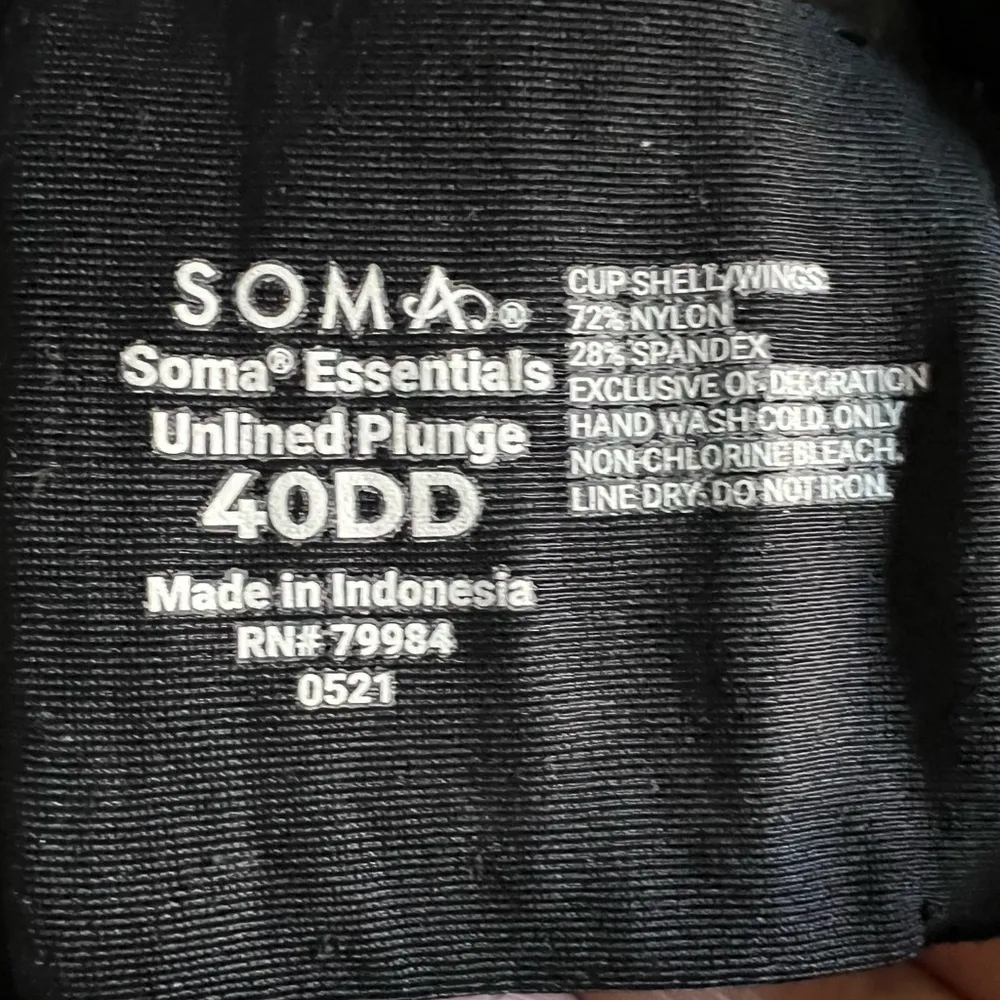 SOMA®
Soma® Essentials
Unlined Plunge
40DD
Made in Indonesia
RN# 79984
0521
CUP SHELL/WINGS:
72% NYLON
28% SPANDEX
EXCLUSIVE OF DECORATION
HAND WASH COLD. ONLY
NON-CHLORINE BLEACH.
LINE DRY. DO NOT IRON.